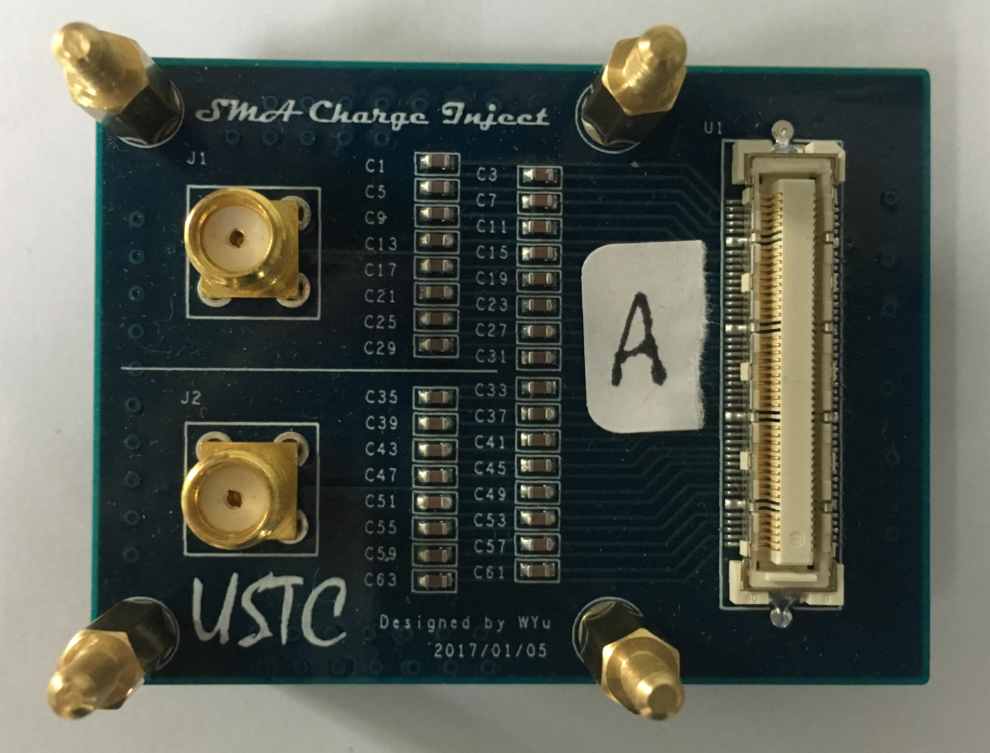 SMA Charge Inject
U1
J1
C1
C3
C5
C7
C9
C11
C13
C15
C17
C19
C21
C23
C25
C27
C29
C31
A
J2
C33
C35
C37
C39
C41
C43
C45
C47
C49
C51
C53
C55
C57
C59
C61
C63
USTC
Designed by WYu
2017/01/05